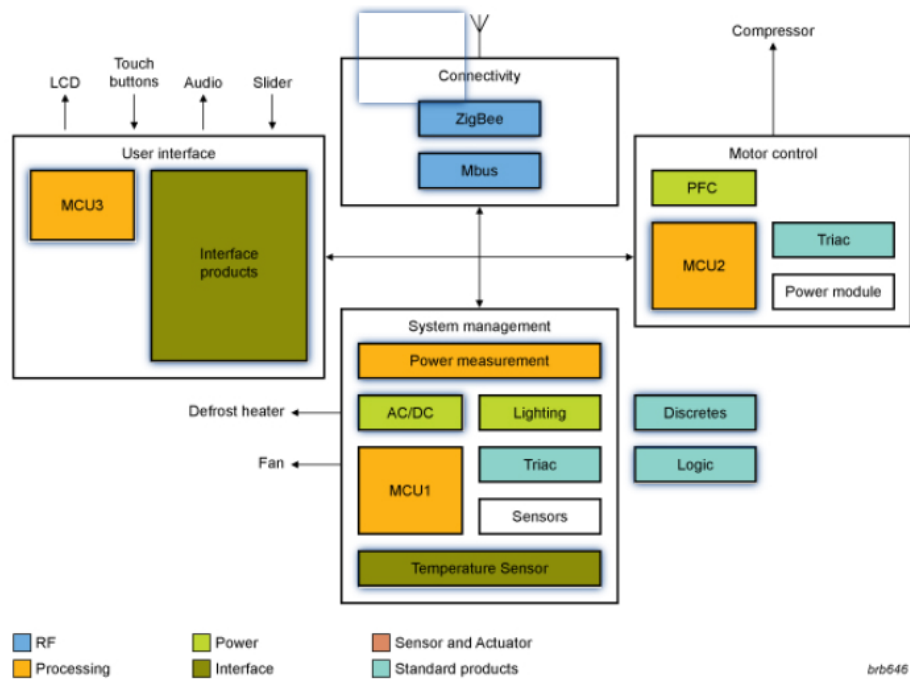 Compressor
LCD
Touch
buttons
Audio
Slider
Connectivity
ZigBee
Mbus
User interface
MCU3
Interface
products
Motor control
PFC
MCU2
Triac
Power module
System management
Power measurement
Defrost heater
AC/DC
Lighting
Discretes
Fan
MCU1
Triac
Logic
Sensors
Temperature Sensor
RF
Power
Sensor and Actuator
Processing
Interface
Standard products
brb646